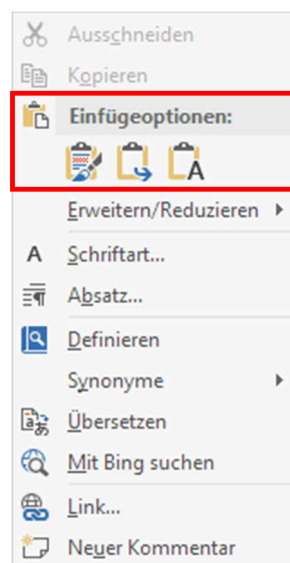 Ausschneiden
Kopieren
Einfügeoptionen:
Erweitern/Reduzieren
Schriftart...
Absatz...
Definieren
Synonyme
Übersetzen
Mit Bing suchen
Link...
Neuer Kommentar